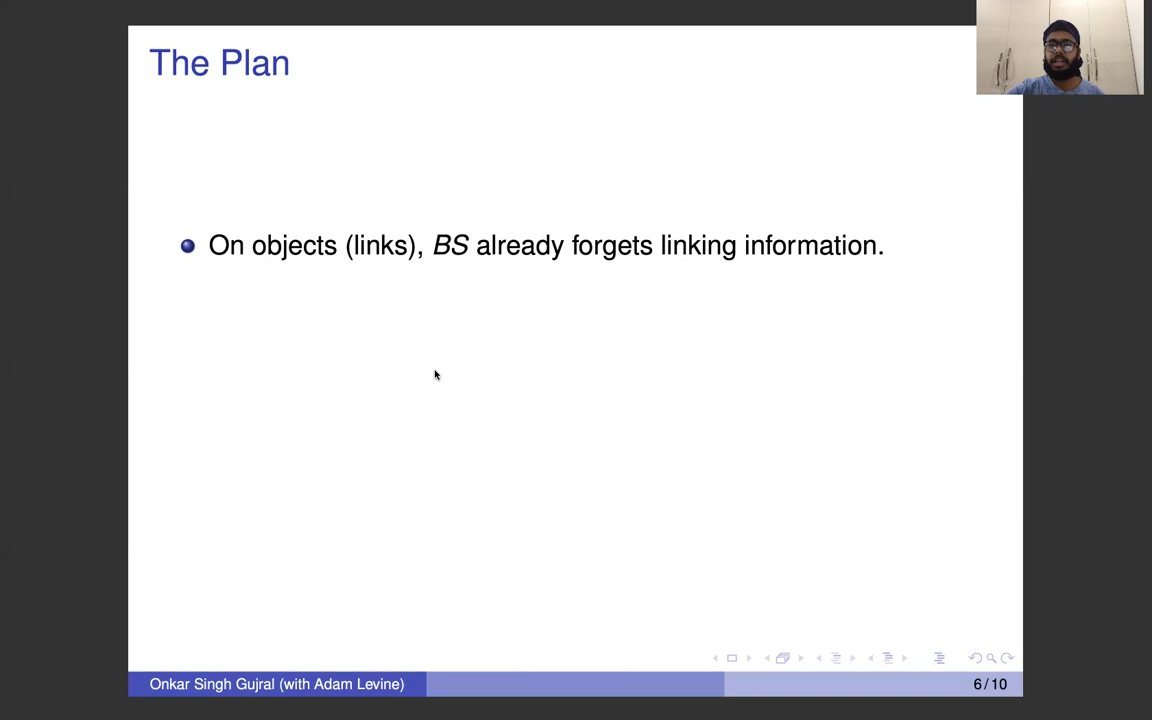 The Plan
On objects (links), BS already forgets linking information.
Onkar Singh Gujral (with Adam Levine)
6 / 10